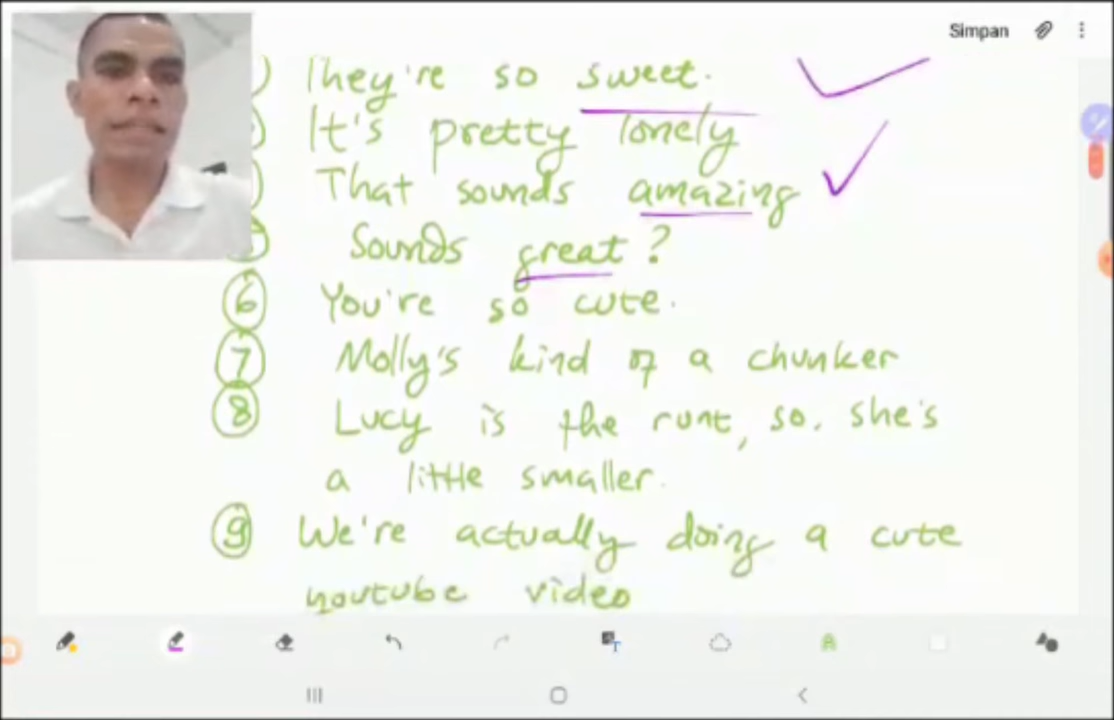 Simpan
) They're so sweet.
) It's pretty lonely
) That sounds amazing
Sounds great?
6 You're so cute.
7 Molly's kind of a chunker
8 Lucy is the runt, so. she's
a little smaller.
9 We're actually doing a cute
youtube video